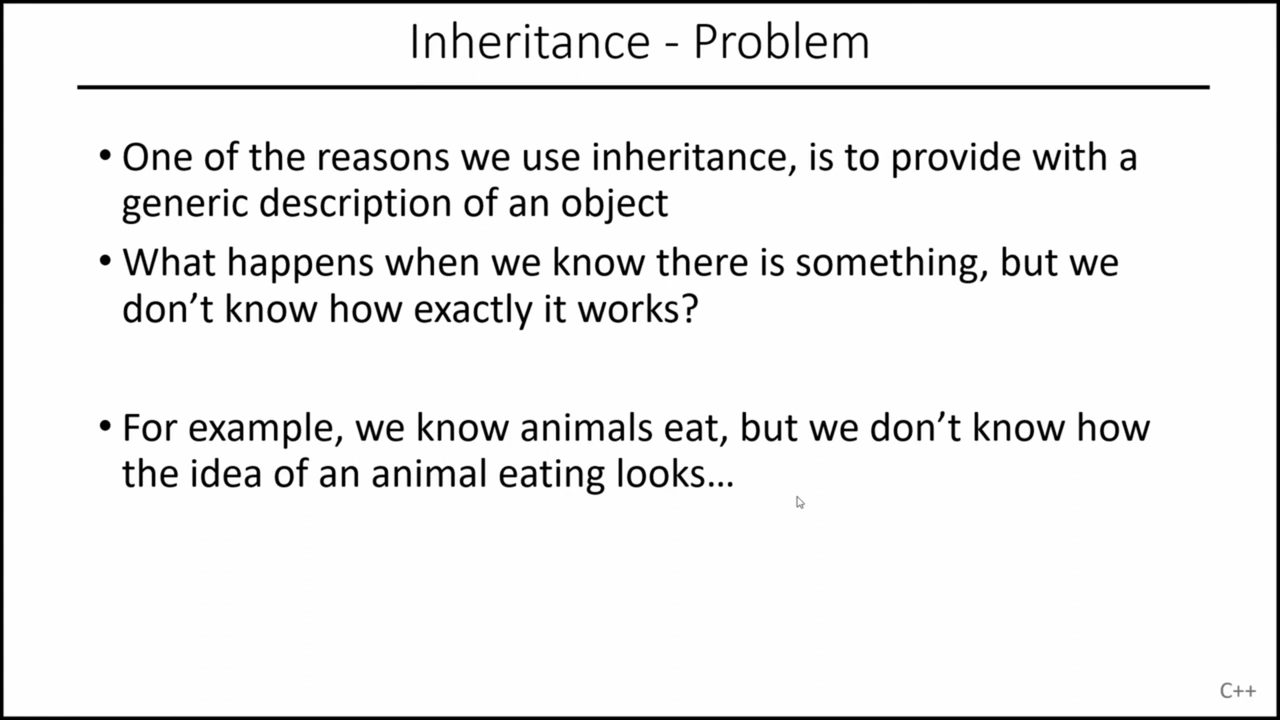 Inheritance - Problem
• One of the reasons we use inheritance, is to provide with a
generic description of an object
• What happens when we know there is something, but we
don’t know how exactly it works?
• For example, we know animals eat, but we don’t know how
the idea of an animal eating looks…
C++